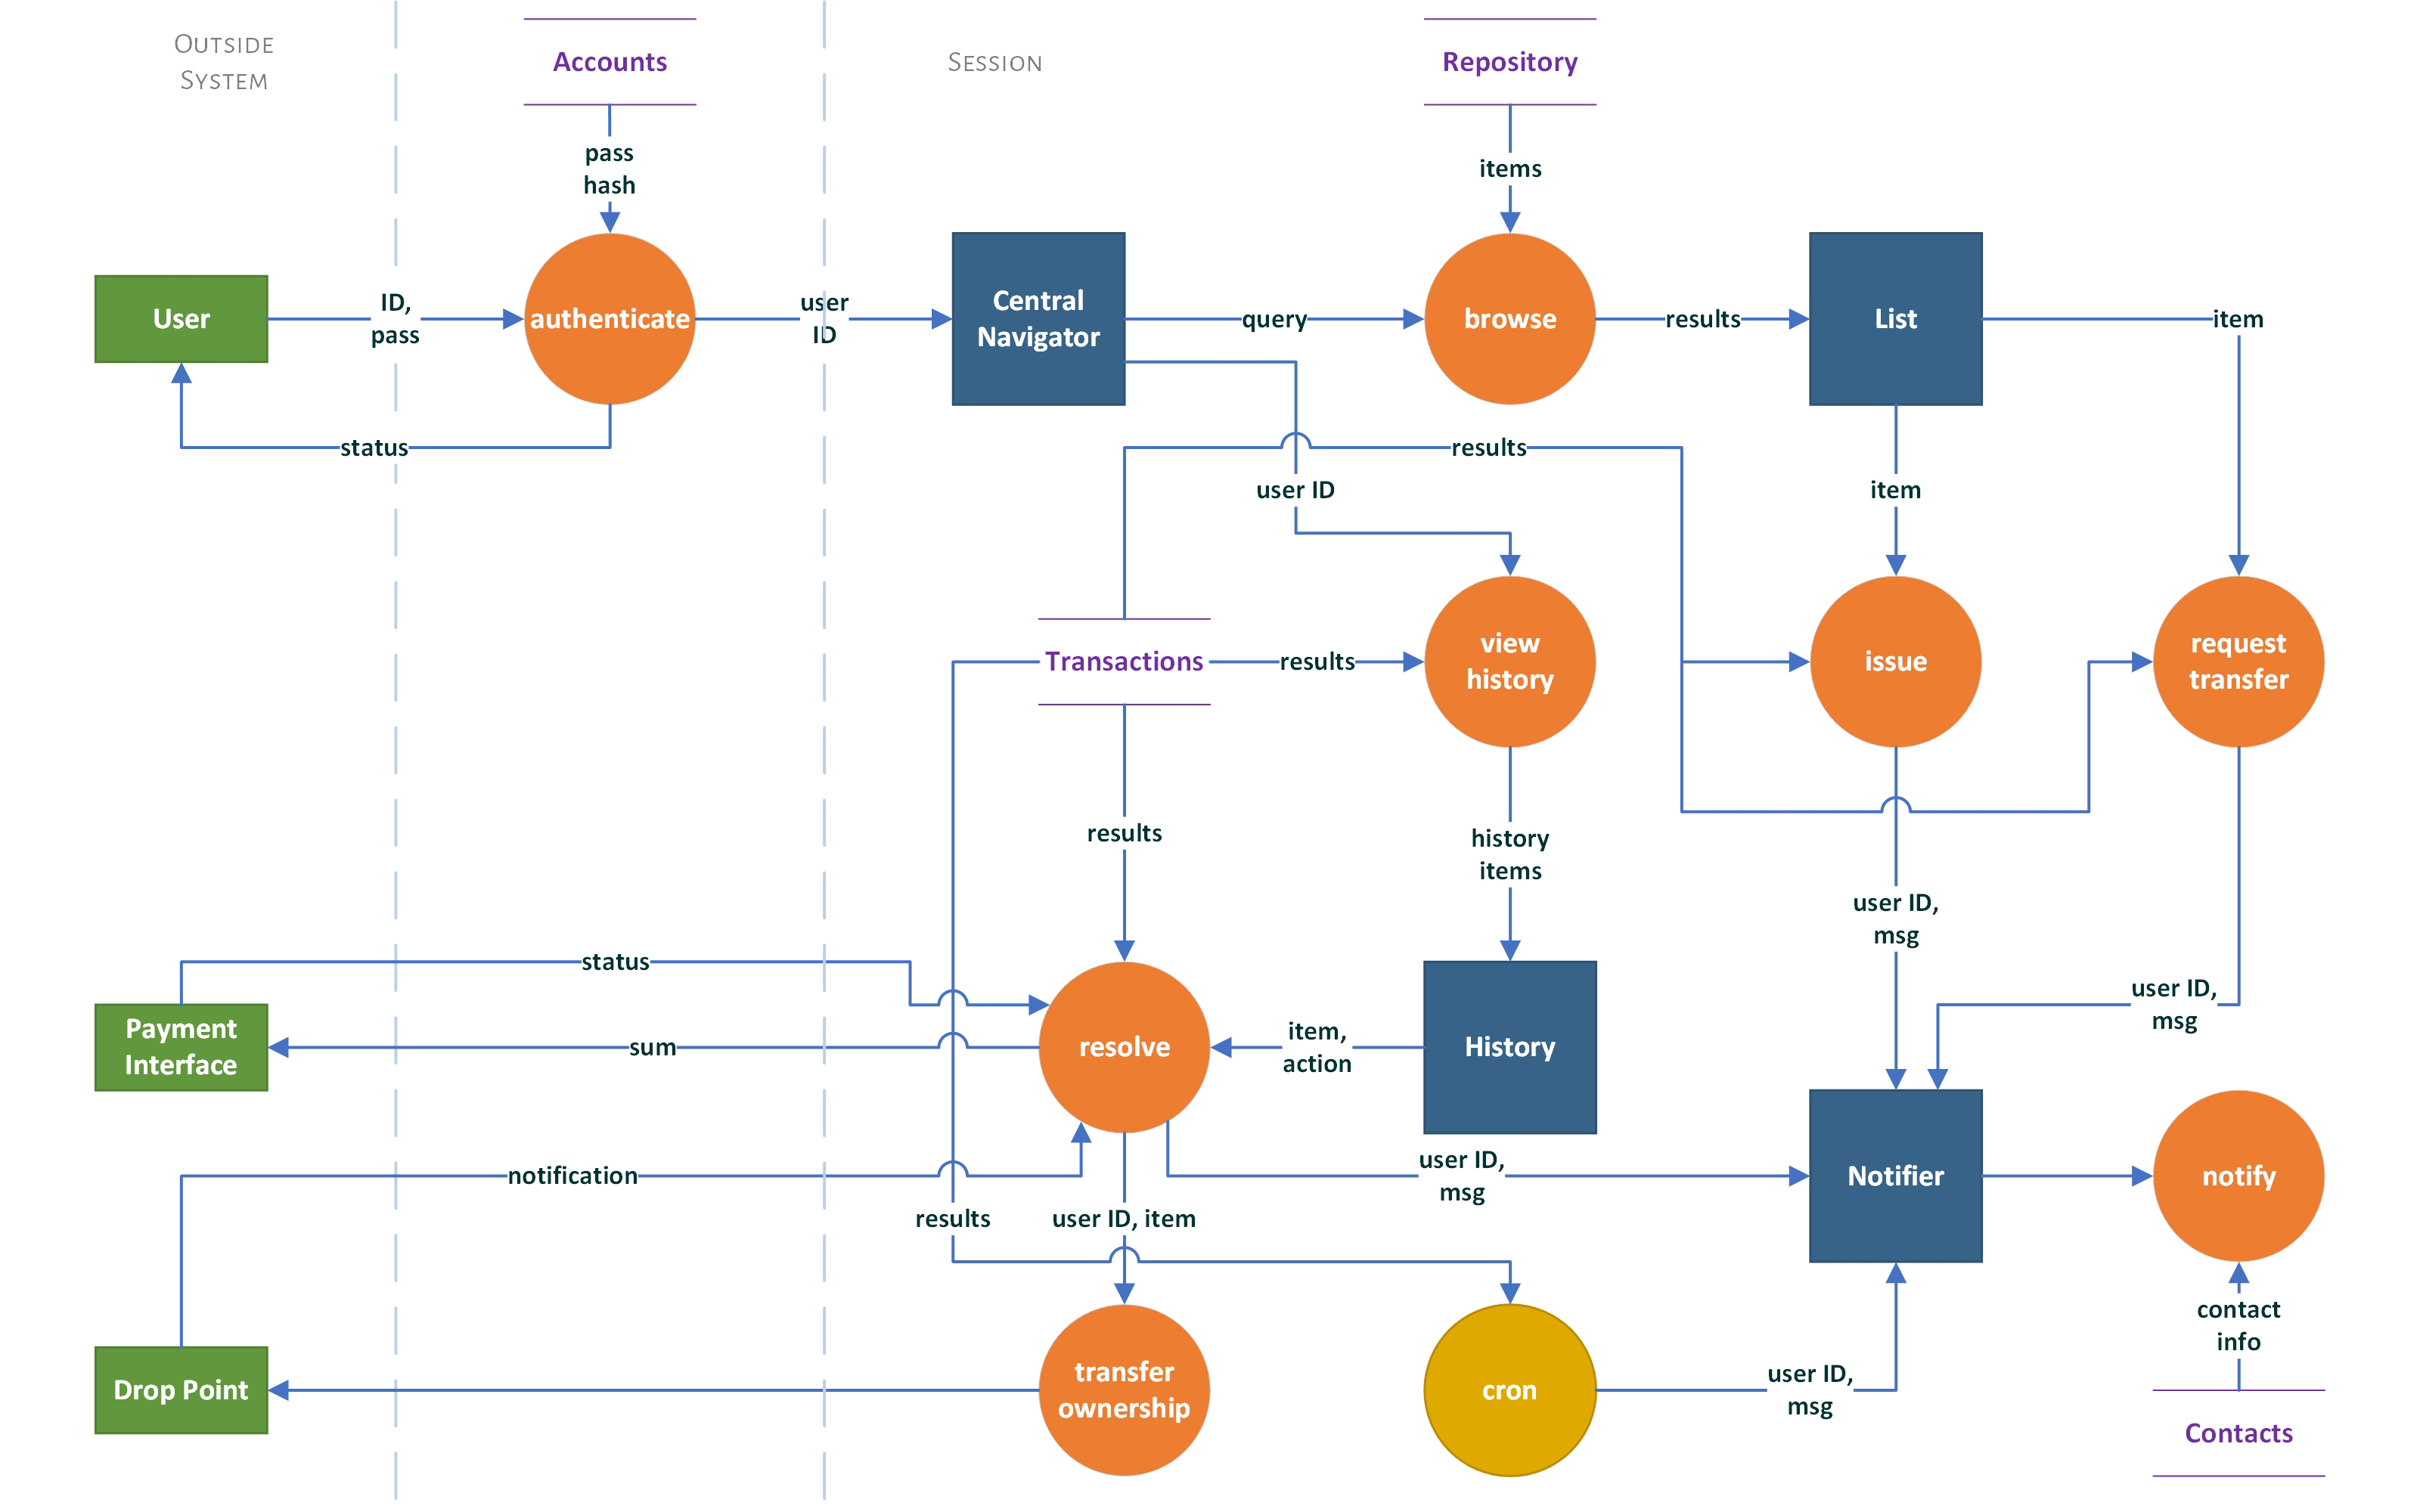 OUTSIDE
SYSTEM
Accounts
SESSION
Repository
pass
hash
items
User
ID,
pass
authenticate
user
ID
Central
Navigator
query
browse
results
List
item
status
results
user ID
item
Transactions
results
view
history
issue
request
transfer
results
history
items
user ID,
msg
status
user ID,
msg
Payment
Interface
sum
resolve
item,
action
History
notification
user ID,
msg
Notifier
notify
results
user ID, item
contact
info
Drop Point
transfer
ownership
cron
user ID,
msg
Contacts